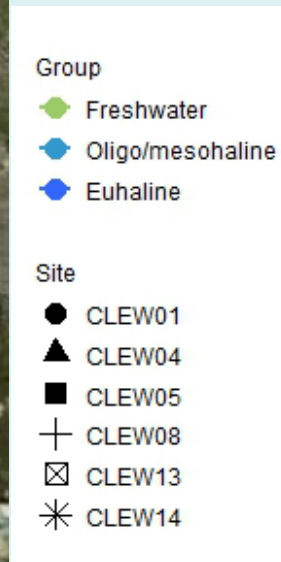 Group
Freshwater
Oligo/mesohaline
Euhaline
Site
CLEW01
CLEW04
CLEW05
CLEW08
CLEW13
CLEW14